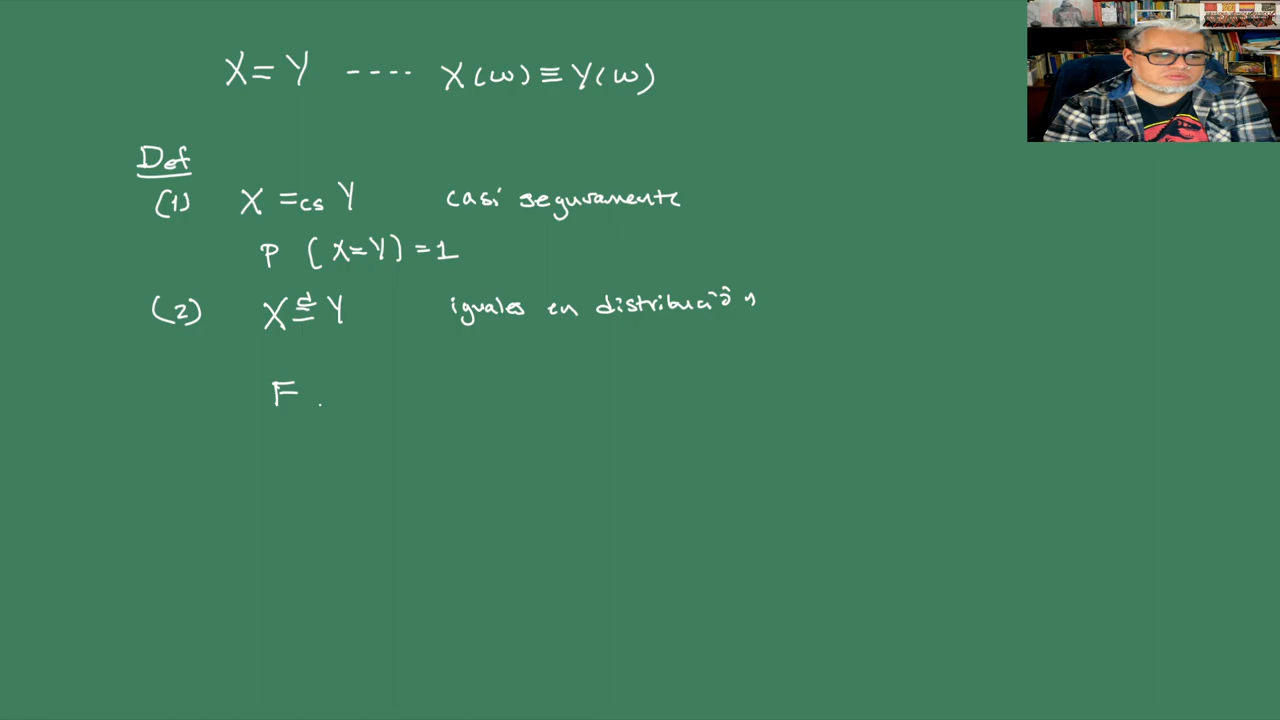 X = Y ---- X(ω) ≡ Y(ω)
Def
(1) X =cs Y casi seguramente
P (X=Y) = 1
(2) X d= Y iguales en distribución
F .